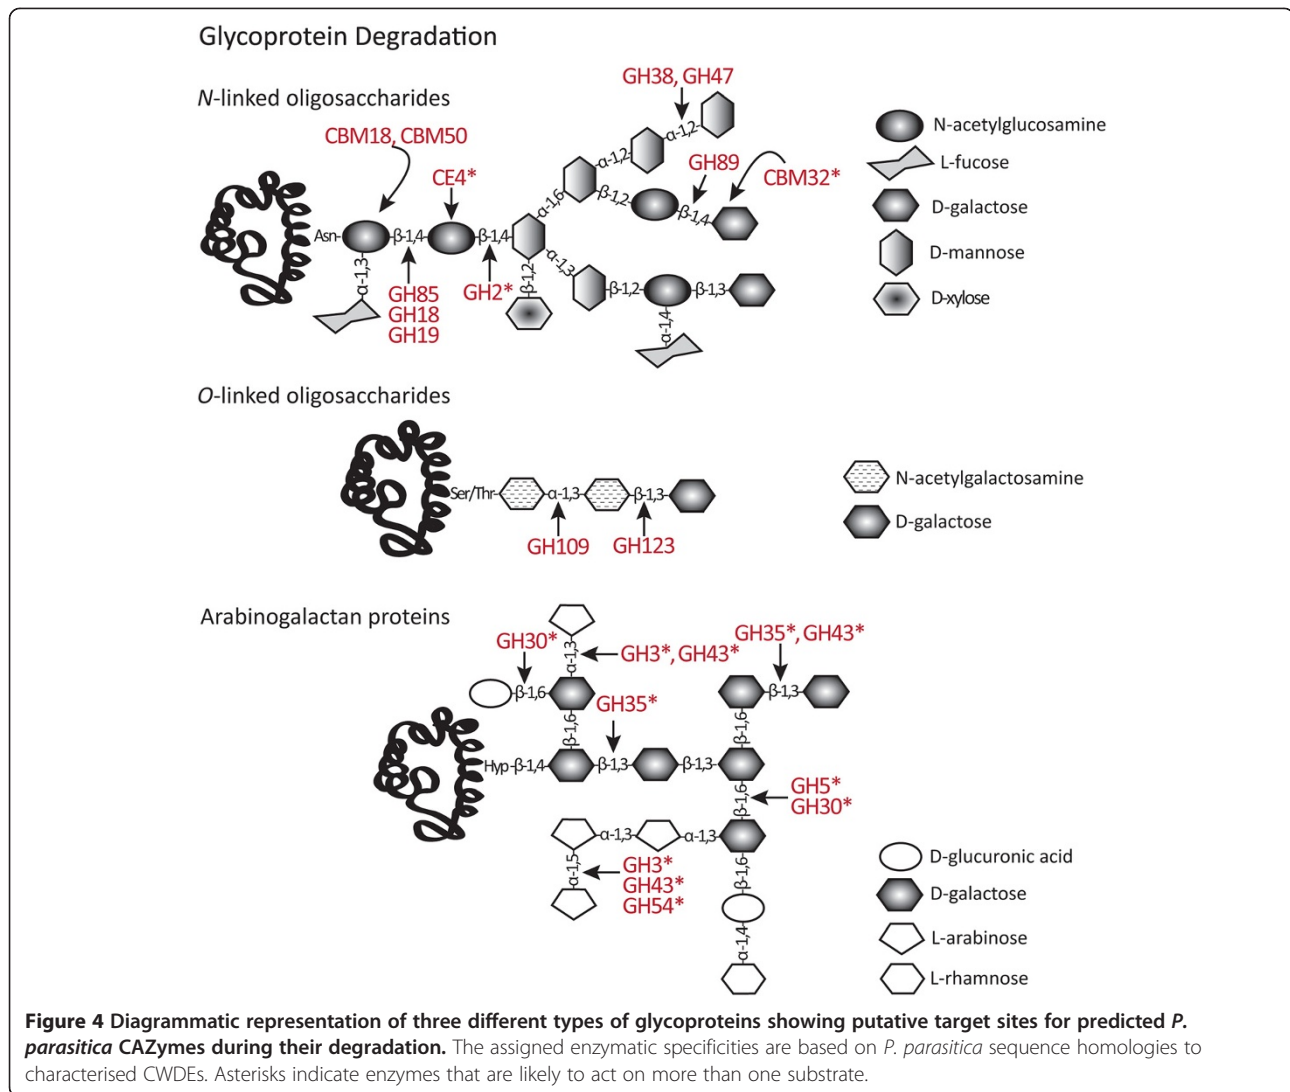 Glycoprotein Degradation
N-linked oligosaccharides
GH38, GH47
CBM18, CBM50
CE4*
GH89
CBM32*
α-1,2-
α-1,2-
α-1,6-
β-1,2-
β-1,4-
Asn-
β-1,4-
β-1,4-
α-1,3-
α-1,3-
β-1,2-
β-1,2-
β-1,3-
α-1,4-
GH85
GH18
GH19
GH2*
N-acetylglucosamine
L-fucose
D-galactose
D-mannose
D-xylose
O-linked oligosaccharides
Ser/Thr-
α-1,3-
β-1,3-
GH109
GH123
N-acetylgalactosamine
D-galactose
Arabinogalactan proteins
GH30*
α-1,3-
GH3*, GH43*
GH35*, GH43*
β-1,6-
GH35*
β-1,3-
β-1,6-
β-1,6-
Hyp-β-1,4-
β-1,3-
β-1,3-
β-1,6-
GH5*
GH30*
α-1,3-
α-1,3-
α-1,5-
GH3*
GH43*
GH54*
β-1,6-
α-1,4-
D-glucuronic acid
D-galactose
L-arabinose
L-rhamnose
Figure 4 Diagrammatic representation of three different types of glycoproteins showing putative target sites for predicted P.
parasitica CAZymes during their degradation. The assigned enzymatic specificities are based on P. parasitica sequence homologies to
characterised CWDEs. Asterisks indicate enzymes that are likely to act on more than one substrate.